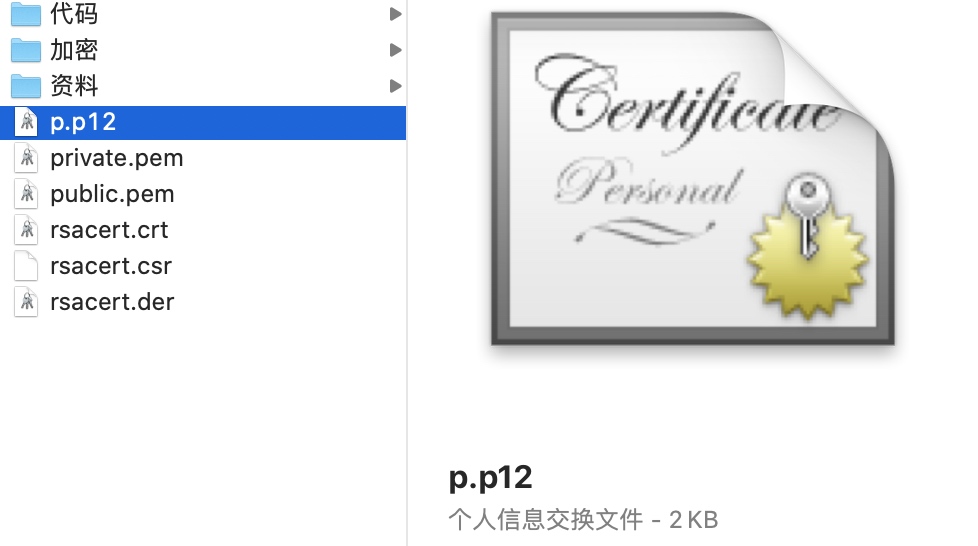 代码
加密
资料
p.p12
private.pem
public.pem
rsacert.crt
rsacert.csr
rsacert.der
Certificate
Personal
p.p12
个人信息交换文件 - 2 KB